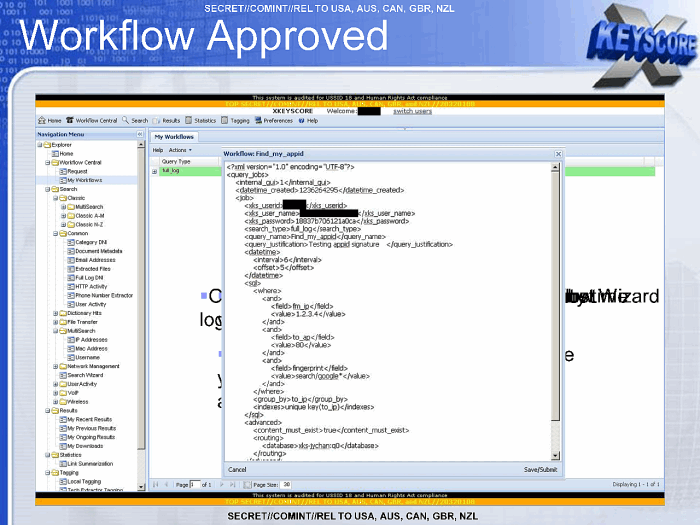 SECRET//COMINT//REL TO USA, AUS, CAN, GBR, NZL
Workflow Approved
X
KEYSCORE
This system is audited for USSID 18 and Human Rights Act compliance
TOP SECRET//COMINT//REL TO USA, AUS, CAN, GBR, and NZL//20320108
XKEYSCORE Welcome: switch users
Home Workflow Central Search Results Statistics Tagging Preferences Help
Navigation Menu
Explorer
Home
Workflow Central
Request
My Workflows
Search
Classic
MultiSearch
Classic A-M
Classic N-Z
Common
Category DNI
Document Metadata
Email Addresses
Extracted Files
Full Log DNI
HTTP Activity
Phone Number Extractor
User Activity
Dictionary Hits
File Transfer
MultiSearch
IP Addresses
Mac Address
Username
Network Management
Search Wizard
UserActivity
VoIP
Wireless
Results
My Recent Results
My Previous Results
My Ongoing Results
My Downloads
Statistics
Link Summarization
Tagging
Local Tagging
Tech Extractor Tagging
My Workflows
Help Actions
Query Type
full_log
Workflow: Find_my_appid
<?xml version="1.0" encoding="UTF-8"?>
<query_jobs>
<internal_gui>1</internal_gui>
<datetime_created>1236264295</datetime_created>
<job>
<xks_userid></xks_userid>
<xks_user_name></xks_user_name>
<xks_password>18837b706121a0ca</xks_password>
<search_type>full_log</search_type>
<query_name>Find_my_appid</query_name>
<query_justification>Testing appid signature </query_justification>
<datetime>
<interval>6</interval>
<offset>5</offset>
</datetime>
<sql>
<where>
<and>
<field>fm_ip</field>
<value>1.2.3.4</value>
</and>
<and>
<field>to_ap</field>
<value>80</value>
</and>
<and>
<field>fingerprint</field>
<value>search/google*</value>
</and>
</where>
<group_by>to_ip</group_by>
<indexes>unique key(to_ip)</indexes>
</sql>
<advanced>
<content_must_exist>true</content_must_exist>
<routing>
<database>xks-jychan:q0</database>
</routing>
Cancel Save/Submit
Wizard
Page 1 of 1 Page Size: 30 Displaying 1 - 1 of 1
This system is audited for USSID 18 and Human Rights Act compliance
TOP SECRET//COMINT//REL TO USA, AUS, CAN, GBR, and NZL//20320108
SECRET//COMINT//REL TO USA, AUS, CAN, GBR, NZL